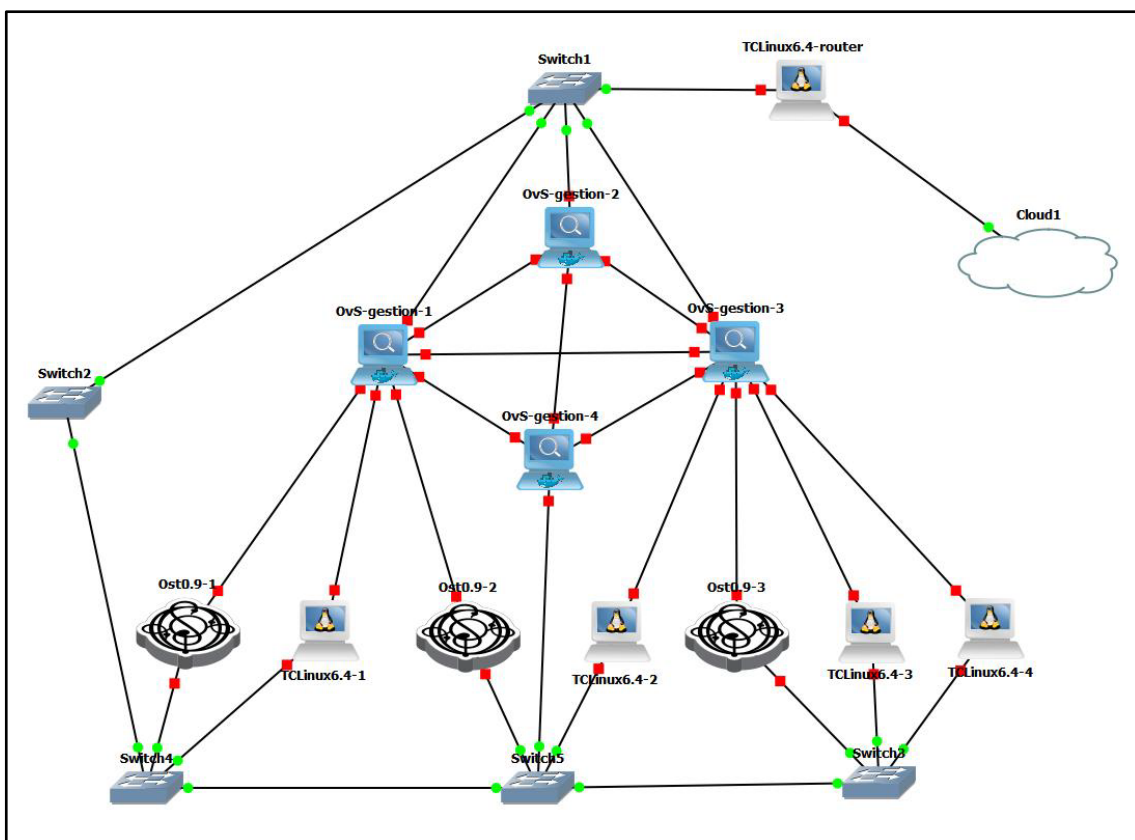 Switch1
TCLinux6.4-router
OvS-gestion-2
Cloud1
OvS-gestion-1
OvS-gestion-3
Switch2
OvS-gestion-4
Ost0.9-1
Ost0.9-2
Ost0.9-3
TCLinux6.4-1
TCLinux6.4-2
TCLinux6.4-3
TCLinux6.4-4
Switch4
Switch5
Switch3